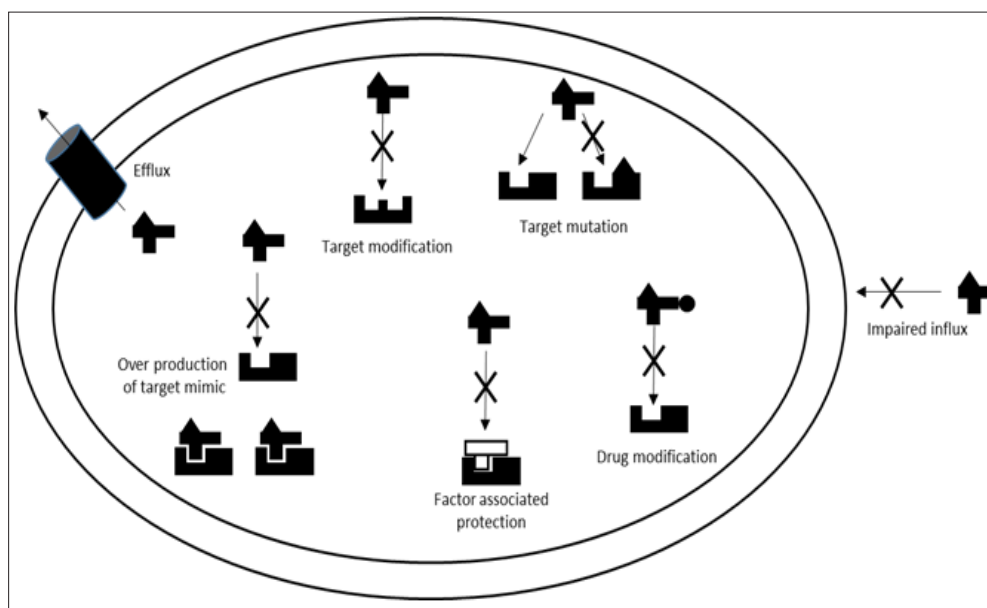 Efflux
Target modification
Target mutation
Impaired influx
Over production
of target mimic
Factor associated
protection
Drug modification